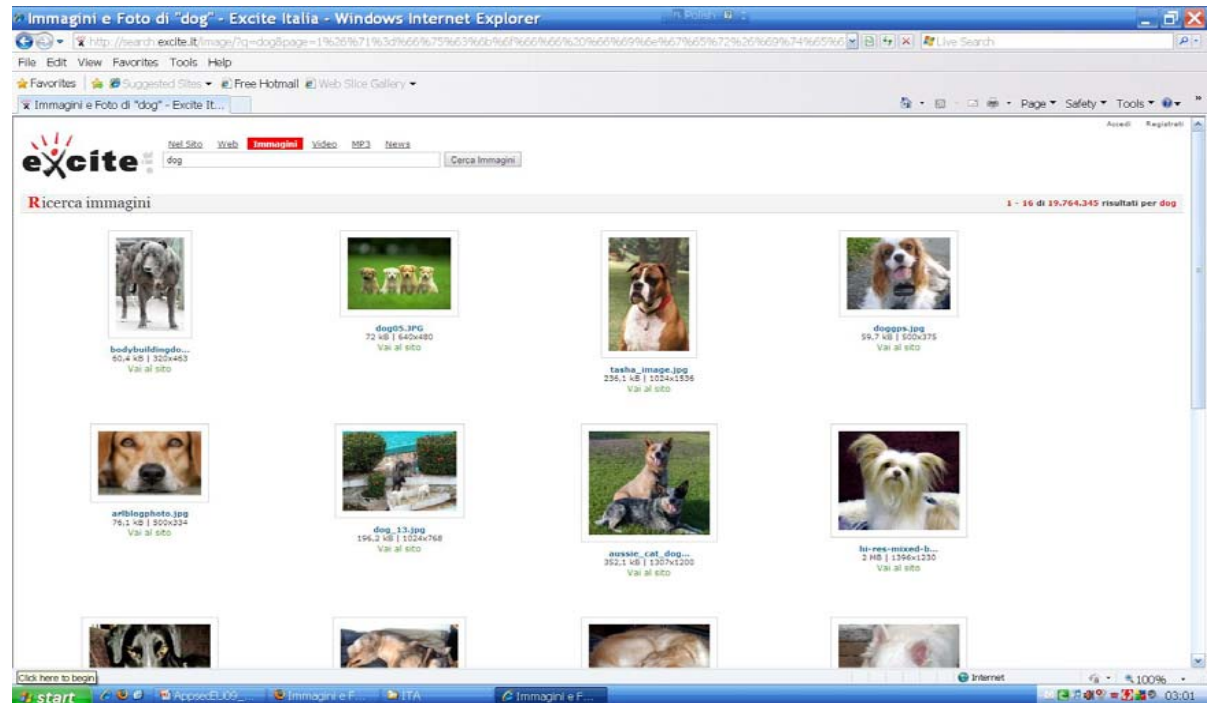 Immagini e Foto di "dog" - Excite Italia - Windows Internet Explorer
File Edit View Favorites Tools Help
Live Search
Favorites Suggested Sites Free Hotmail Web Slice Gallery
Immagini e Foto di "dog" - Excite It...
Page Safety Tools
Accedi Registrati
excite
Nel Sito Web Immagini Video MP3 News
dog Cerca Immagini
Ricerca immagini
1 - 16 di 19.764.345 risultati per dog
bodybuildingdo...
60,4 kB | 320x463
Vai al sito
dog05.JPG
72 kB | 640x480
Vai al sito
tasha_image.jpg
236,1 kB | 1024x1536
Vai al sito
doggps.jpg
59,7 kB | 500x375
Vai al sito
arlblogphoto.jpg
76,1 kB | 500x334
Vai al sito
dog_13.jpg
196,2 kB | 1024x768
Vai al sito
aussie_cat_dog...
352,1 kB | 1307x1200
Vai al sito
hi-res-mixed-b...
2 MB | 1396x1230
Vai al sito
Click here to begin
Internet 100%
start AppsecEU09_... Immagini e F... ITA Immagini e F... 03:01